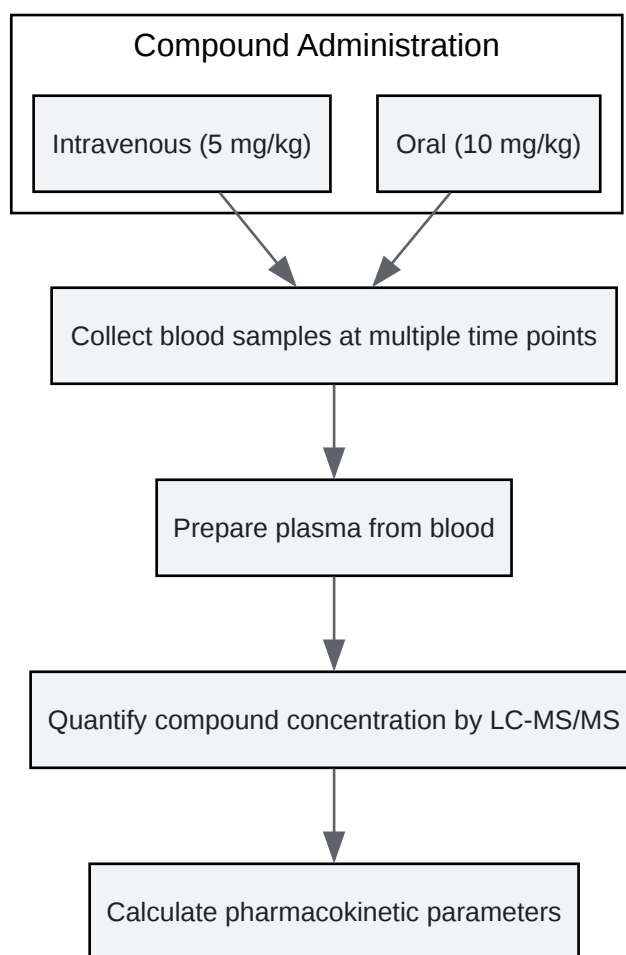 Compound Administration
Intravenous (5 mg/kg)
Oral (10 mg/kg)
Collect blood samples at multiple time points
Prepare plasma from blood
Quantify compound concentration by LC-MS/MS
Calculate pharmacokinetic parameters